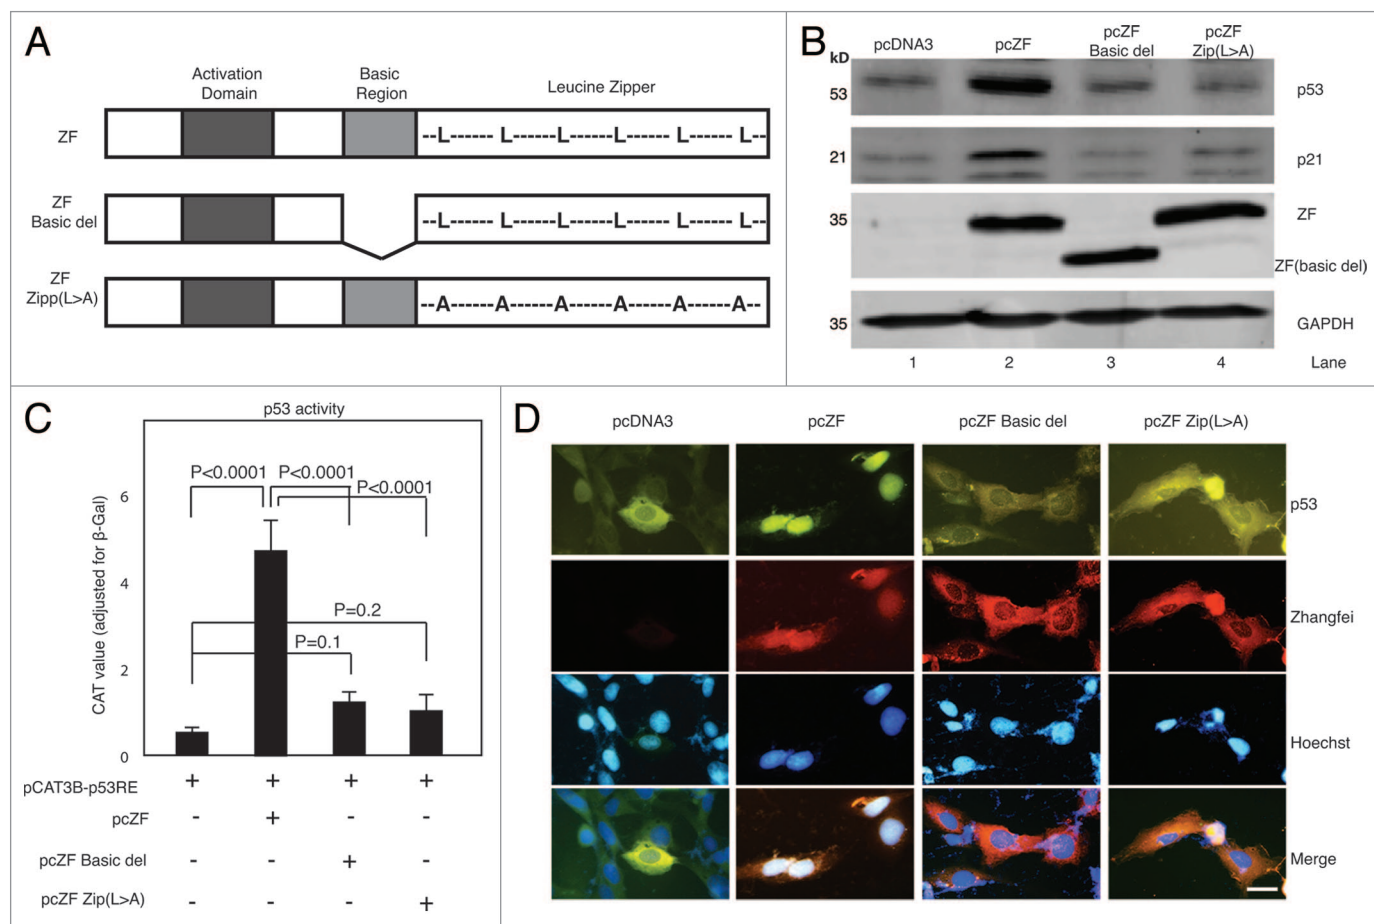 A
Activation Domain
Basic Region
Leucine Zipper
ZF
--L------ L------L------L------ L------ L--
ZF
Basic del
--L------ L------L------L------ L------ L--
ZF
Zipp(L>A)
--A------ A------ A------ A------ A------ A--
B
kD
pcDNA3
pcZF
pcZF
Basic del
pcZF
Zip(L>A)
53
p53
21
p21
35
ZF
ZF(basic del)
35
GAPDH
1 2 3 4 Lane
C
p53 activity
CAT value (adjusted for β-Gal)
P<0.0001 P<0.0001
P<0.0001
6
4
P=0.2
P=0.1
2
0
pCAT3B-p53RE + + + +
pcZF - + - -
pcZF Basic del - - + -
pcZF Zip(L>A) - - - +
D
pcDNA3 pcZF pcZF Basic del pcZF Zip(L>A)
p53
Zhangfei
Hoechst
Merge